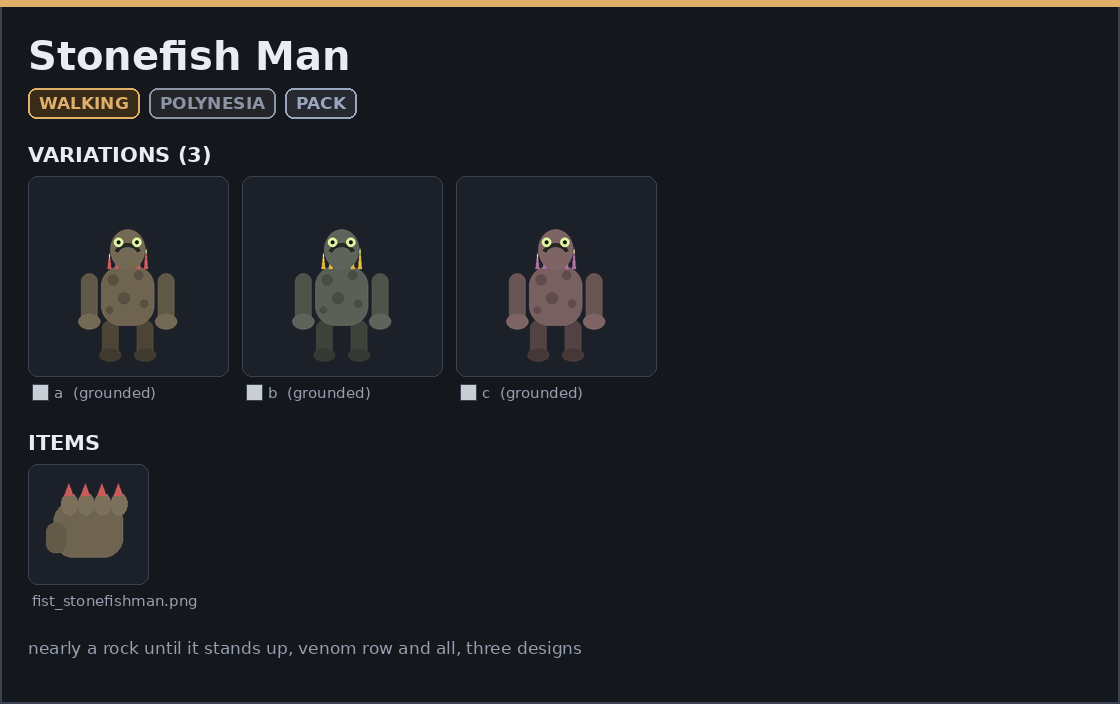 Stonefish Man
WALKING POLYNESIA PACK
VARIATIONS (3)
a (grounded) b (grounded) c (grounded)
ITEMS
fist_stonefishman.png
nearly a rock until it stands up, venom row and all, three designs